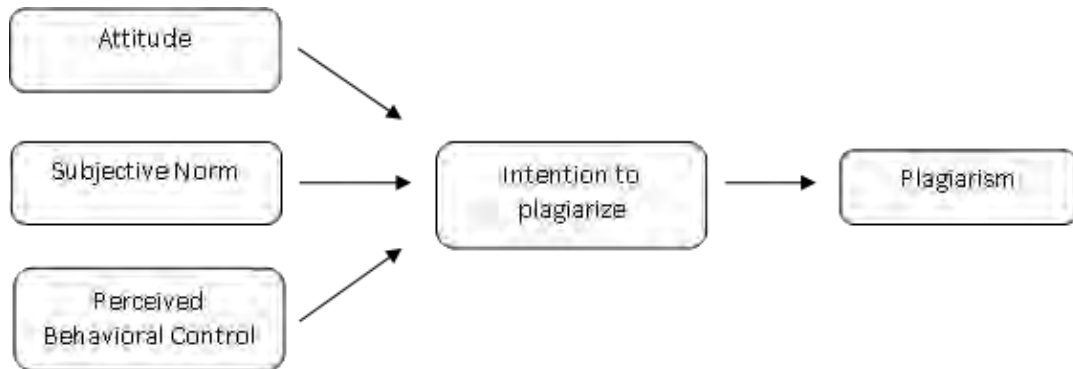 Attitude
Subjective Norm
Perceived
Behavioral Control
Intention to
plagiarize
Plagiarism